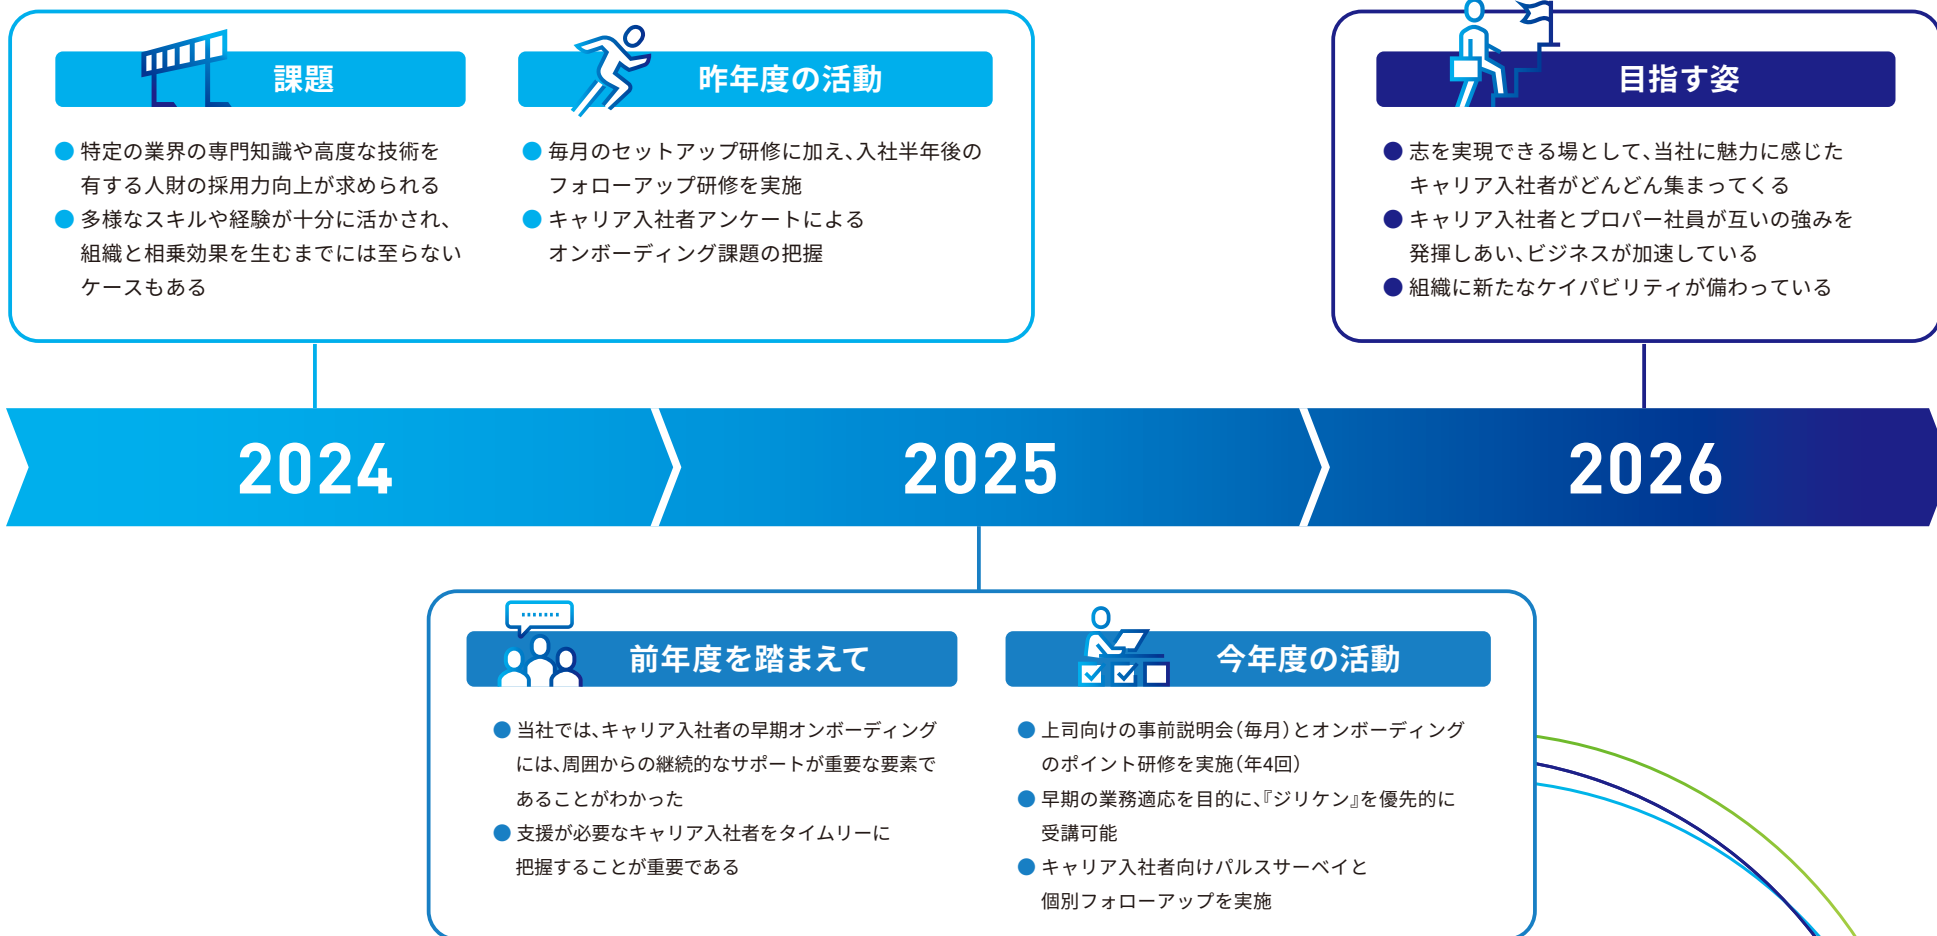 課題
特定の業界の専門知識や高度な技術を
有する人財の採用力向上が求められる
多様なスキルや経験が十分に活かされ、
組織と相乗効果を生むまでには至らない
ケースもある
昨年度の活動
毎月のセットアップ研修に加え、入社半年後の
フォローアップ研修を実施
キャリア入社者アンケートによる
オンボーディング課題の把握
目指す姿
志を実現できる場として、当社に魅力に感じた
キャリア入社者がどんどん集まってくる
キャリア入社者とプロパー社員が互いの強みを
発揮しあい、ビジネスが加速している
組織に新たなケイパビリティが備わっている
2024
2025
2026
前年度を踏まえて
当社では、キャリア入社者の早期オンボーディング
には、周囲からの継続的なサポートが重要な要素で
あることがわかった
支援が必要なキャリア入社者をタイムリーに
把握することが重要である
今年度の活動
上司向けの事前説明会（毎月）とオンボーディング
のポイント研修を実施（年4回）
早期の業務適応を目的に、『ジリケン』を優先的に
受講可能
キャリア入社者向けパルスサーベイと
個別フォローアップを実施